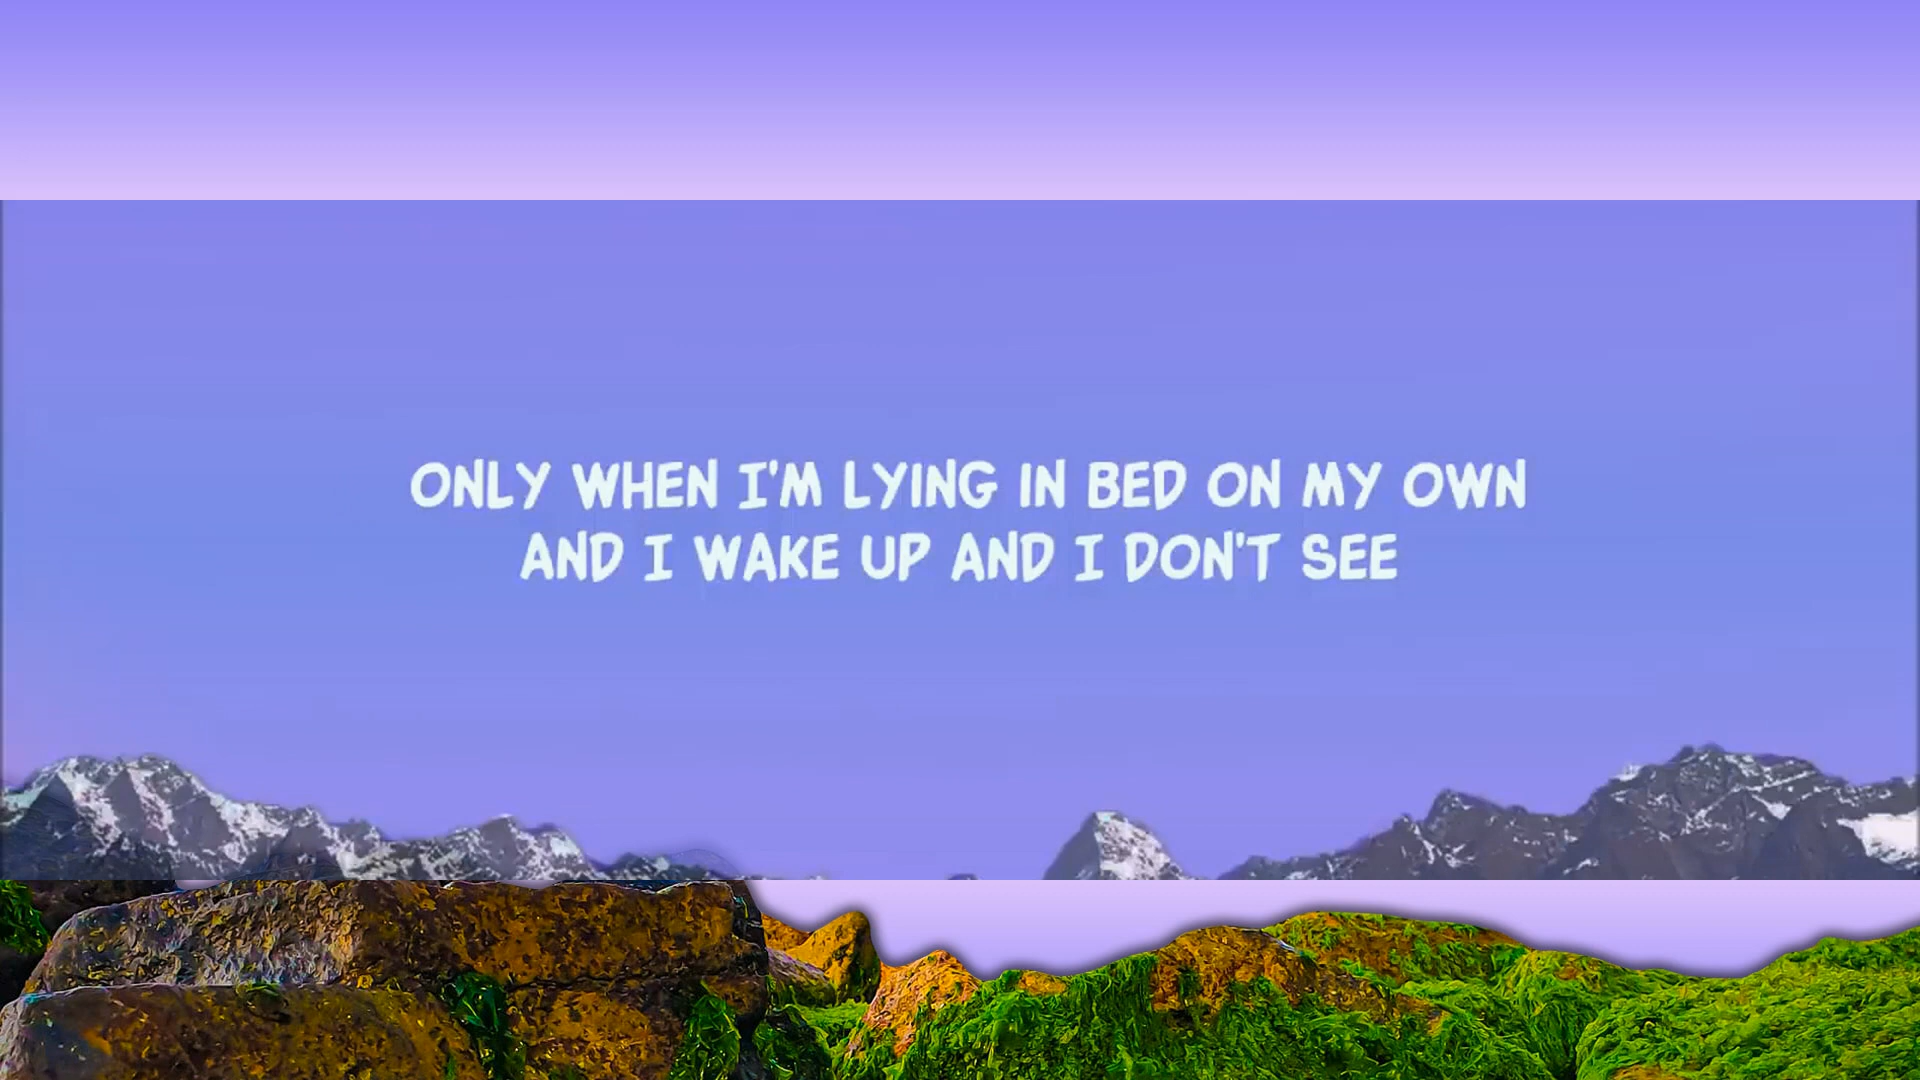 ONLY WHEN I'M LYING IN BED ON MY OWN
AND I WAKE UP AND I DON'T SEE